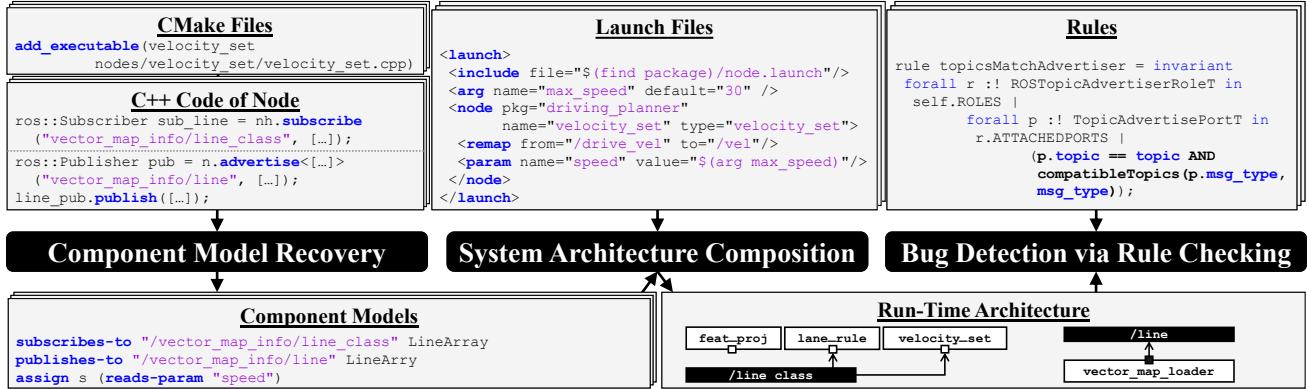 CMake Files
add_executable(velocity_set
nodes/velocity_set/velocity_set.cpp)
C++ Code of Node
ros::Subscriber sub_line = nh.subscribe
("vector_map_info/line_class", […]);
ros::Publisher pub = n.advertise<[…]>
("vector_map_info/line", […]);
line_pub.publish([…]);
Launch Files
<launch>
<include file="$(find package)/node.launch"/>
<arg name="max_speed" default="30" />
<node pkg="driving_planner"
name="velocity_set" type="velocity_set">
<remap from="/drive_vel" to="/vel"/>
<param name="speed" value="$(arg max_speed)"/>
</node>
</launch>
Rules
rule topicsMatchAdvertiser = invariant
forall r :! ROSTopicAdvertiserRoleT in
self.ROLES |
forall p :! TopicAdvertisePortT in
r.ATTACHEDPORTS |
(p.topic == topic AND
compatibleTopics(p.msg_type,
msg_type));
Component Model Recovery
System Architecture Composition
Bug Detection via Rule Checking
Component Models
subscribes-to "/vector_map_info/line_class" LineArray
publishes-to "/vector_map_info/line" LineArry
assign s (reads-param "speed")
Run-Time Architecture
feat_proj
lane_rule
velocity_set
/line
/line class
vector_map_loader